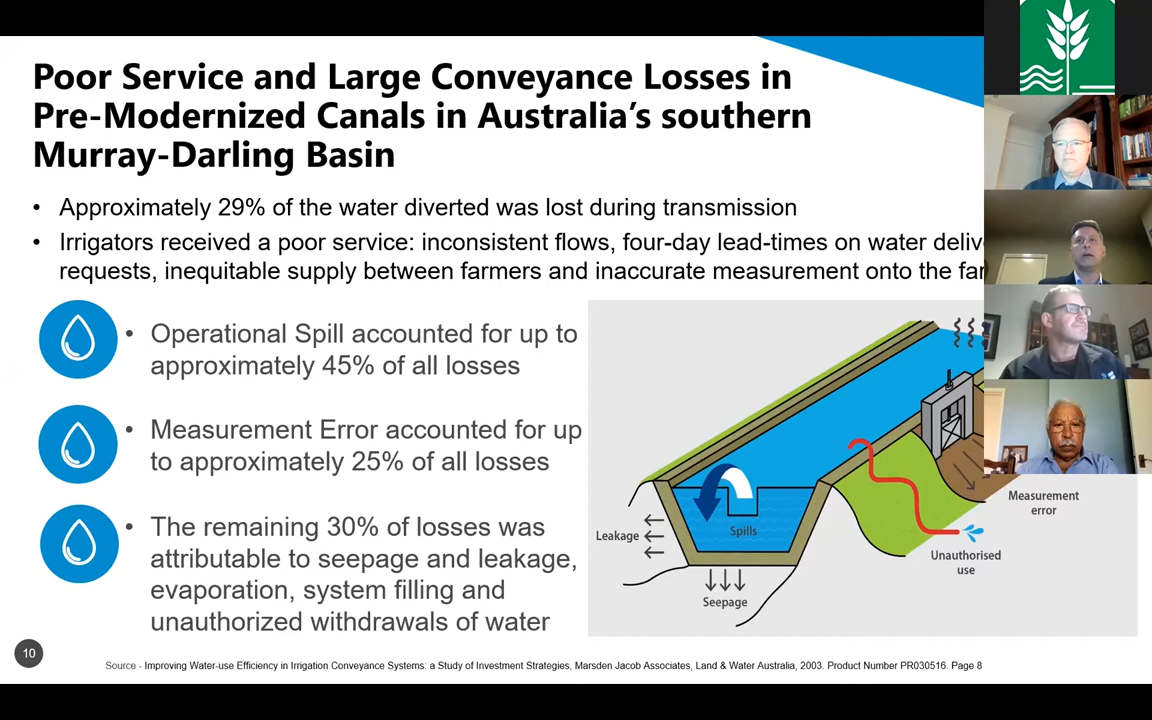 Poor Service and Large Conveyance Losses in
Pre-Modernized Canals in Australia’s southern
Murray-Darling Basin
• Approximately 29% of the water diverted was lost during transmission
• Irrigators received a poor service: inconsistent flows, four-day lead-times on water
requests, inequitable supply between farmers and inaccurate measurement onto the
• Operational Spill accounted for up to
approximately 45% of all losses
• Measurement Error accounted for up
to approximately 25% of all losses
• The remaining 30% of losses was
attributable to seepage and leakage,
evaporation, system filling and
unauthorized withdrawals of water
Leakage
Spills
Seepage
Measurement
error
Unauthorised
use
10
Source - Improving Water-use Efficiency in Irrigation Conveyance Systems: a Study of Investment Strategies, Marsden Jacob Associates, Land & Water Australia, 2003. Product Number PR030516. Page 8